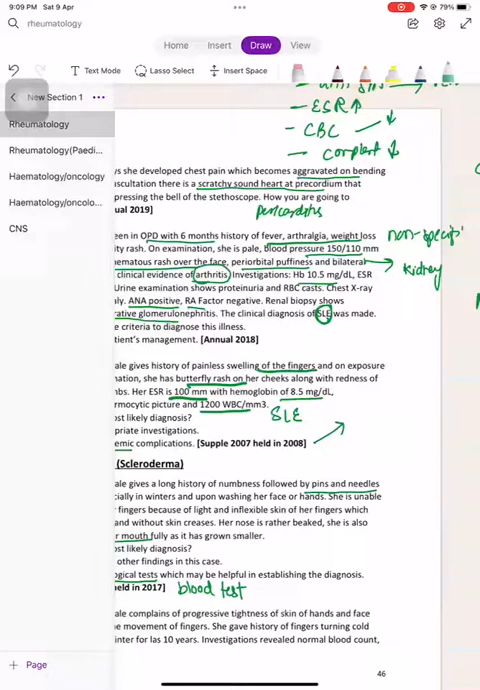 9:09 PM Sat 9 Apr
79%
rheumatology
Home Insert Draw View
Text Mode Lasso Select Insert Space
New Section 1
Rheumatology
Rheumatology(Paedi...
Haematology/oncology
Haematology/oncolo...
CNS
Page
- ESR↑
- CBC
- complent ↓
ys she developed chest pain which becomes aggravated on bending
uscultation there is a scratchy sound heart at precordium that
pressing the bell of the stethoscope. How you are going to
ual 2019]
pericarditis
een in OPD with 6 months history of fever, arthralgia, weight loss
ity rash. On examination, she is pale, blood pressure 150/110 mm
non-specifi
hematous rash over the face, periorbital puffiness and bilateral
kidney
clinical evidence of arthritis Investigations: Hb 10.5 mg/dL, ESR
Urine examination shows proteinuria and RBC casts. Chest X-ray
aly. ANA positive, RA Factor negative. Renal biopsy shows
rative glomerulonephritis. The clinical diagnosis of SLE was made.
e criteria to diagnose this illness.
tient's management. [Annual 2018]
ale gives history of painless swelling of the fingers and on exposure
nation, she has butterfly rash on her cheeks along with redness of
mbs. Her ESR is 100 mm with hemoglobin of 8.5 mg/dL,
rmocytic picture and 1200 WBC/mm3.
SLE
ost likely diagnosis?
priate investigations.
emic complications. [Supple 2007 held in 2008]
(Scleroderma)
ale gives a long history of numbness followed by pins and needles
cially in winters and upon washing her face or hands. She is unable
fingers because of light and inflexible skin of her fingers which
and without skin creases. Her nose is rather beaked, she is also
r mouth fully as it has grown smaller.
ost likely diagnosis?
other findings in this case.
ogical tests which may be helpful in establishing the diagnosis.
held in 2017]
blood test
ale complains of progressive tightness of skin of hands and face
he movement of fingers. She gave history of fingers turning cold
inter for las 10 years. Investigations revealed normal blood count,
46